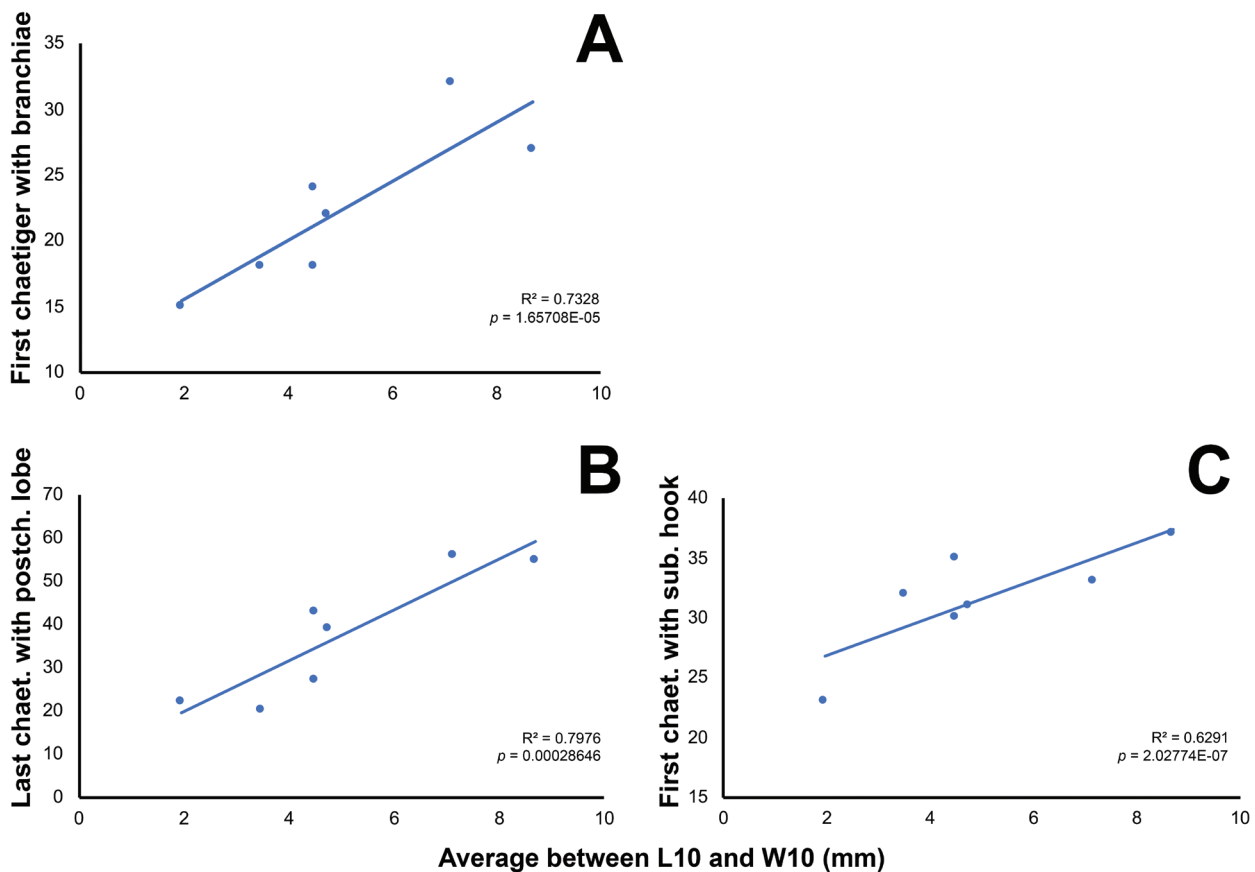 A
First chaetiger with branchiae
35
30
25
20
15
10
R² = 0.7328
p = 1.65708E-05
0 2 4 6 8 10
B
Last chaet. with postch. lobe
70
60
50
40
30
20
10
0
R² = 0.7976
p = 0.00028646
0 2 4 6 8 10
C
First chaet. with sub. hook
40
35
30
25
20
15
R² = 0.6291
p = 2.02774E-07
0 2 4 6 8 10
Average between L10 and W10 (mm)